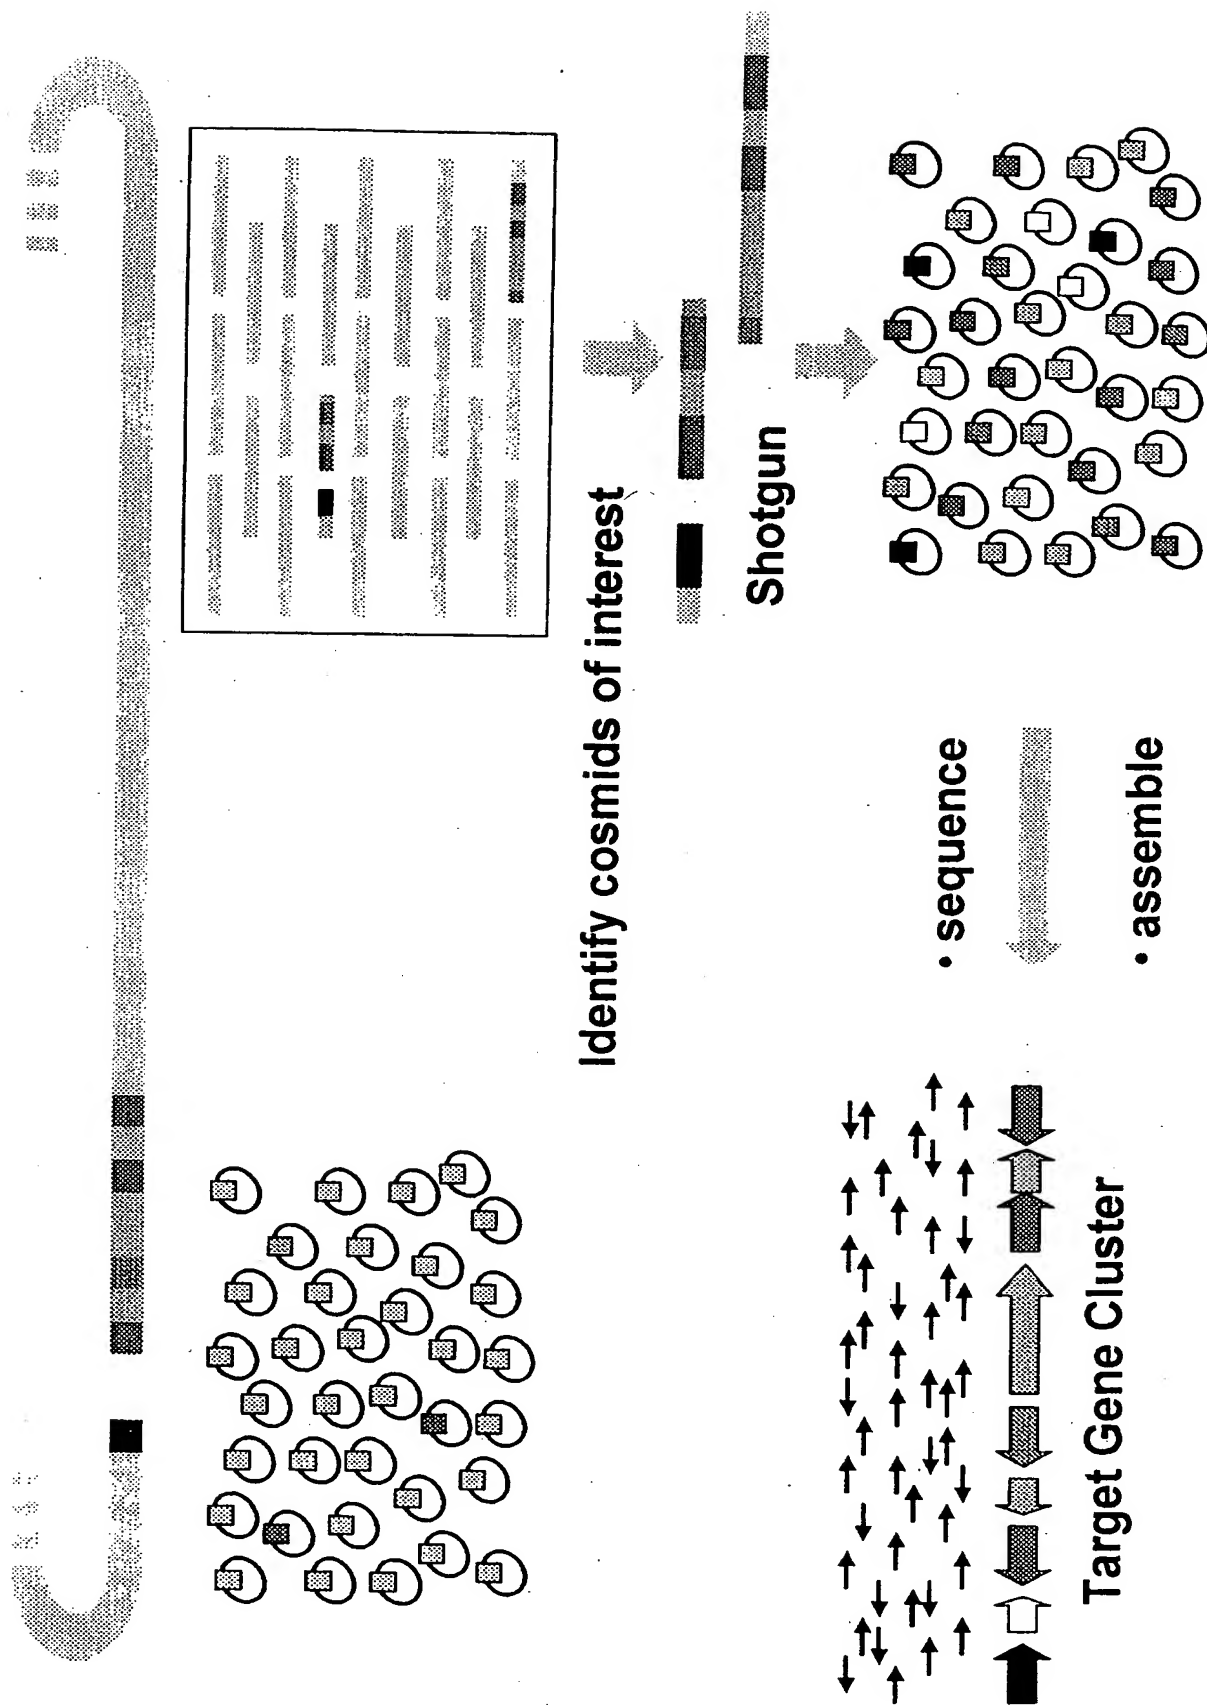 Identify cosmids of interest
Shotgun
• sequence
• assemble
Target Gene Cluster